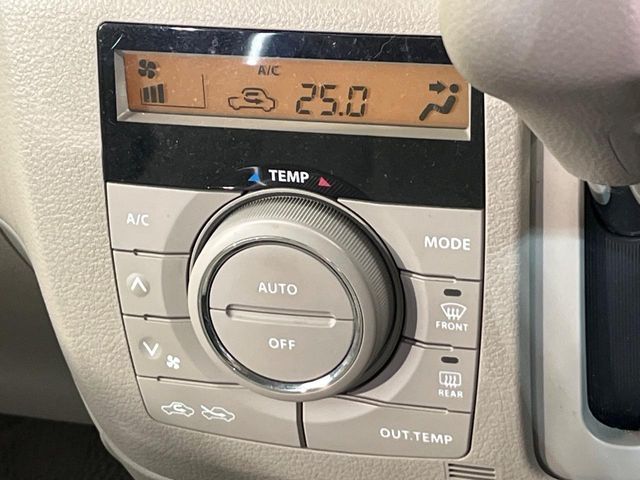 A/C
25.0
TEMP
A/C
MODE
AUTO
FRONT
OFF
REAR
OUT.TEMP